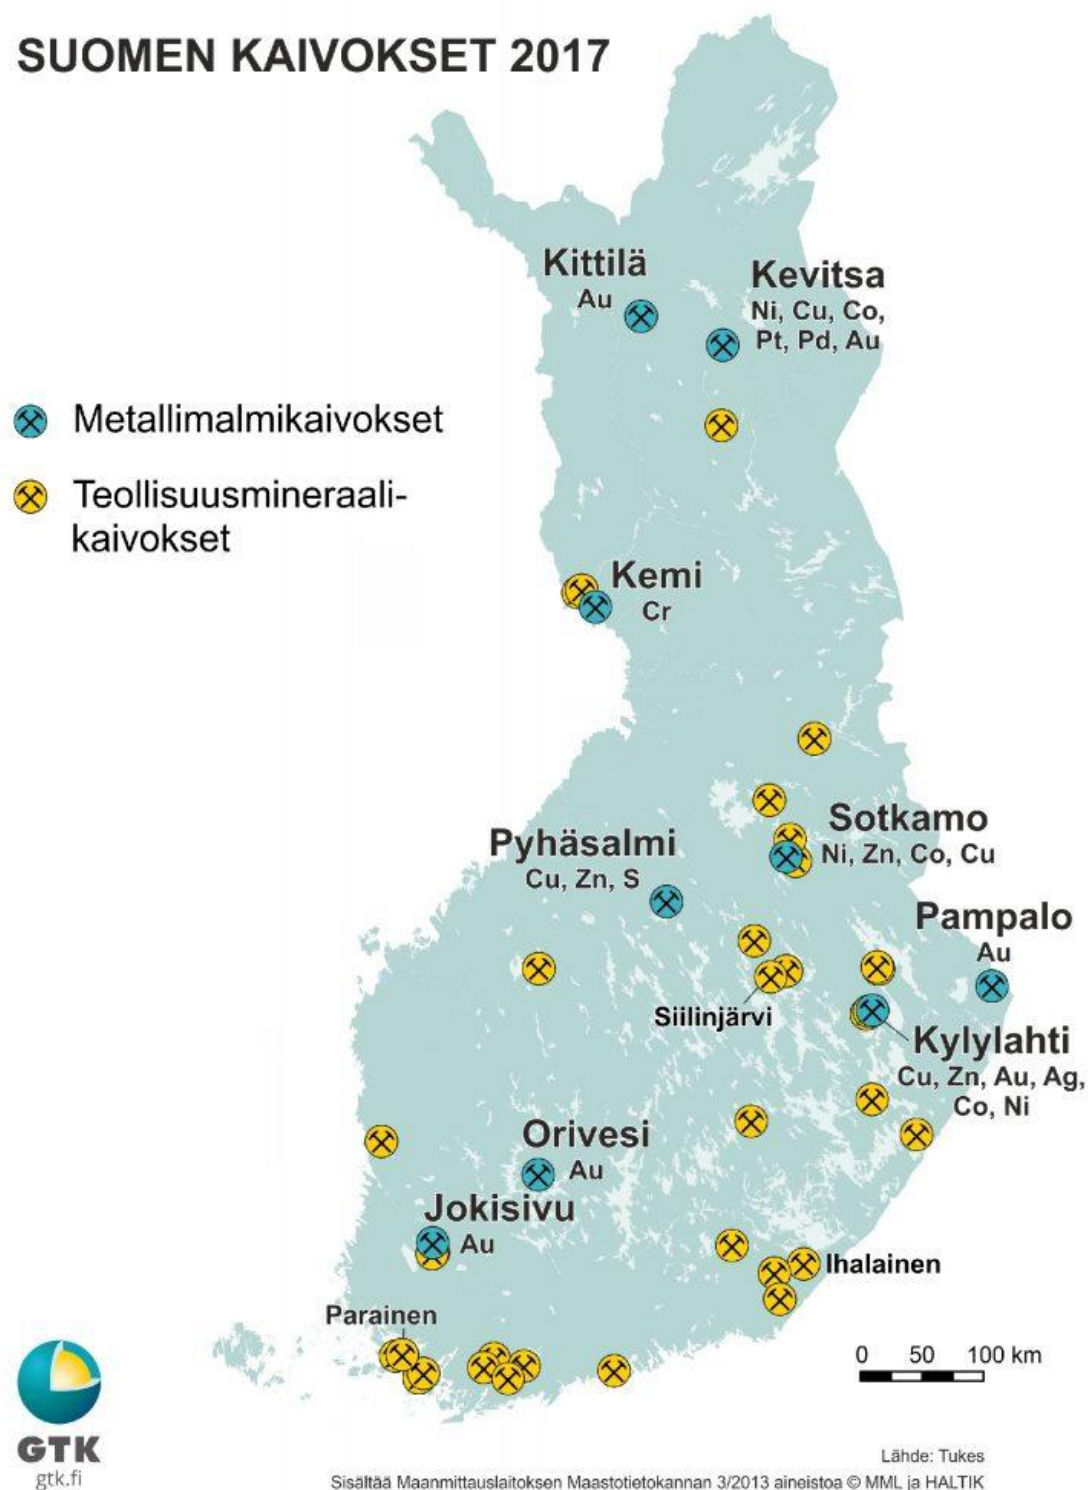 SUOMEN KAIVOKSET 2017
Kittilä
Au
Kevitsa
Ni, Cu, Co,
Pt, Pd, Au
Metallimalmikaivokset
Teollisuusmineraali-
kaivokset
Kemi
Cr
Sotkamo
Ni, Zn, Co, Cu
Pyhäsalmi
Cu, Zn, S
Pampalo
Au
Siilinjärvi
Kylylahti
Cu, Zn, Au, Ag,
Co, Ni
Orivesi
Au
Jokisivu
Au
Ihalainen
Parainen
0 50 100 km
GTK
gtk.fi
Lähde: Tukes
Sisältää Maanmittauslaitoksen Maastotietokannan 3/2013 aineistoa © MML ja HALTIK